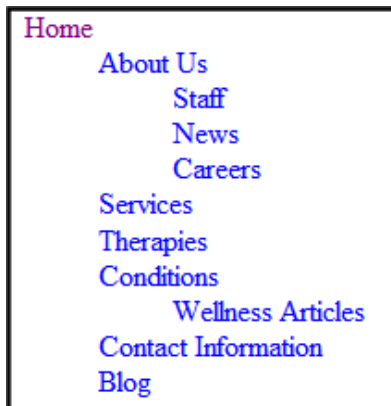 Home
About Us
Staff
News
Careers
Services
Therapies
Conditions
Wellness Articles
Contact Information
Blog